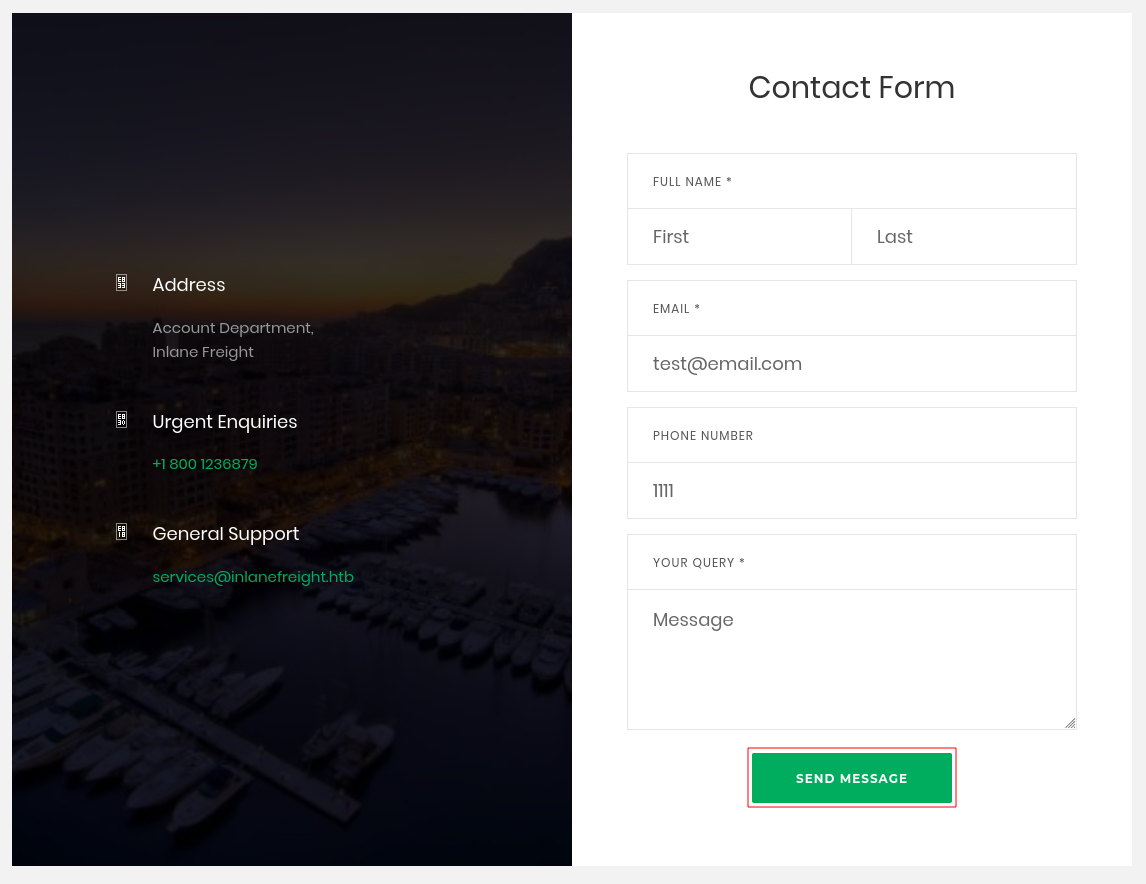 Address
Account Department,
Inlane Freight
Urgent Enquiries
+1 800 1236879
General Support
services@inlanefreight.htb
Contact Form
FULL NAME *
First
Last
EMAIL *
test@email.com
PHONE NUMBER
1111
YOUR QUERY *
Message
SEND MESSAGE